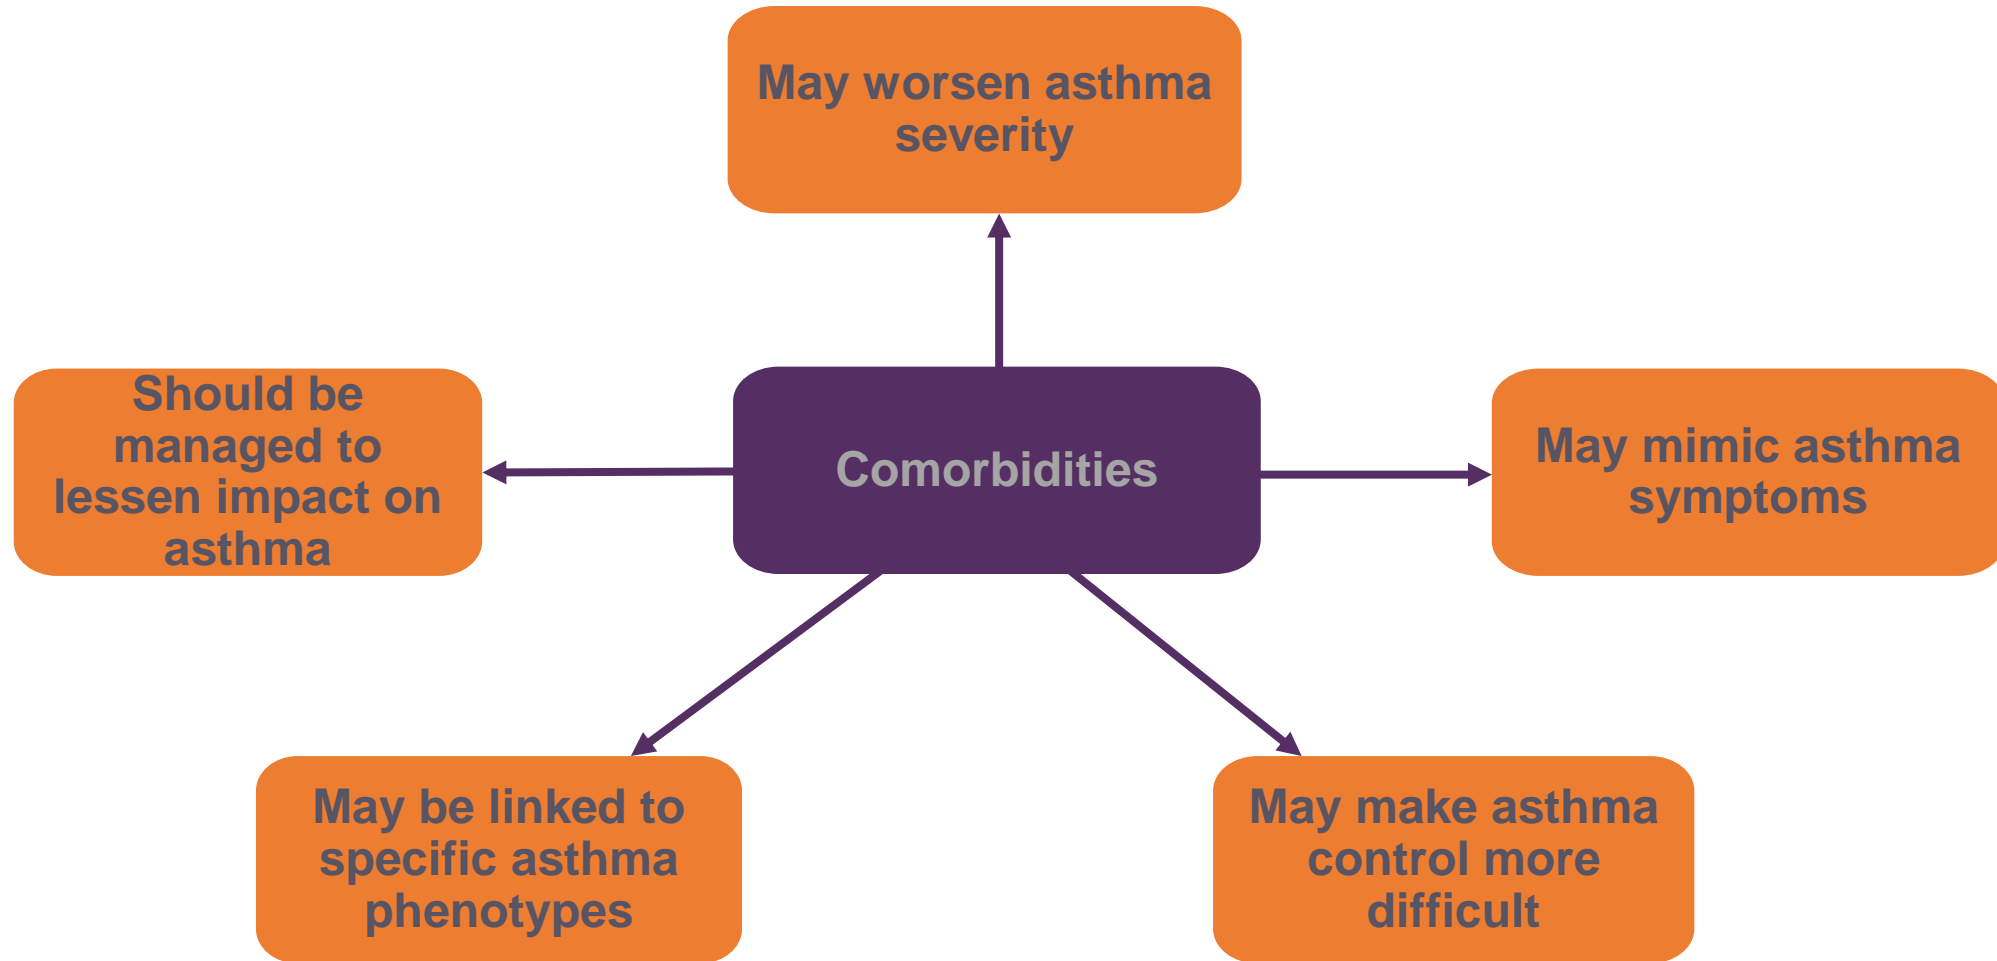 May worsen asthma
severity
Should be
managed to
lessen impact on
asthma
Comorbidities
May mimic asthma
symptoms
May be linked to
specific asthma
phenotypes
May make asthma
control more
difficult